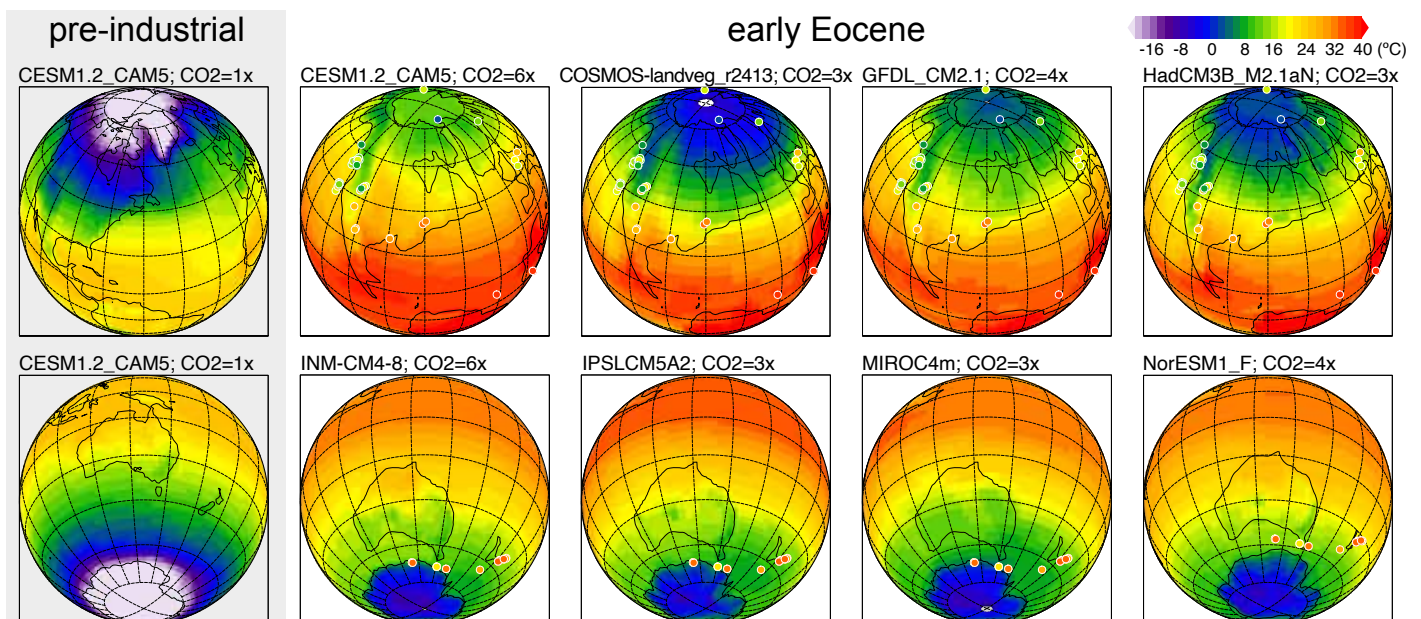 pre-industrial
early Eocene
-16 -8 0 8 16 24 32 40 (ºC)
CESM1.2_CAM5; CO2=1x
CESM1.2_CAM5; CO2=6x
COSMOS-landveg_r2413; CO2=3x
GFDL_CM2.1; CO2=4x
HadCM3B_M2.1aN; CO2=3x
CESM1.2_CAM5; CO2=1x
INM-CM4-8; CO2=6x
IPSLCM5A2; CO2=3x
MIROC4m; CO2=3x
NorESM1_F; CO2=4x